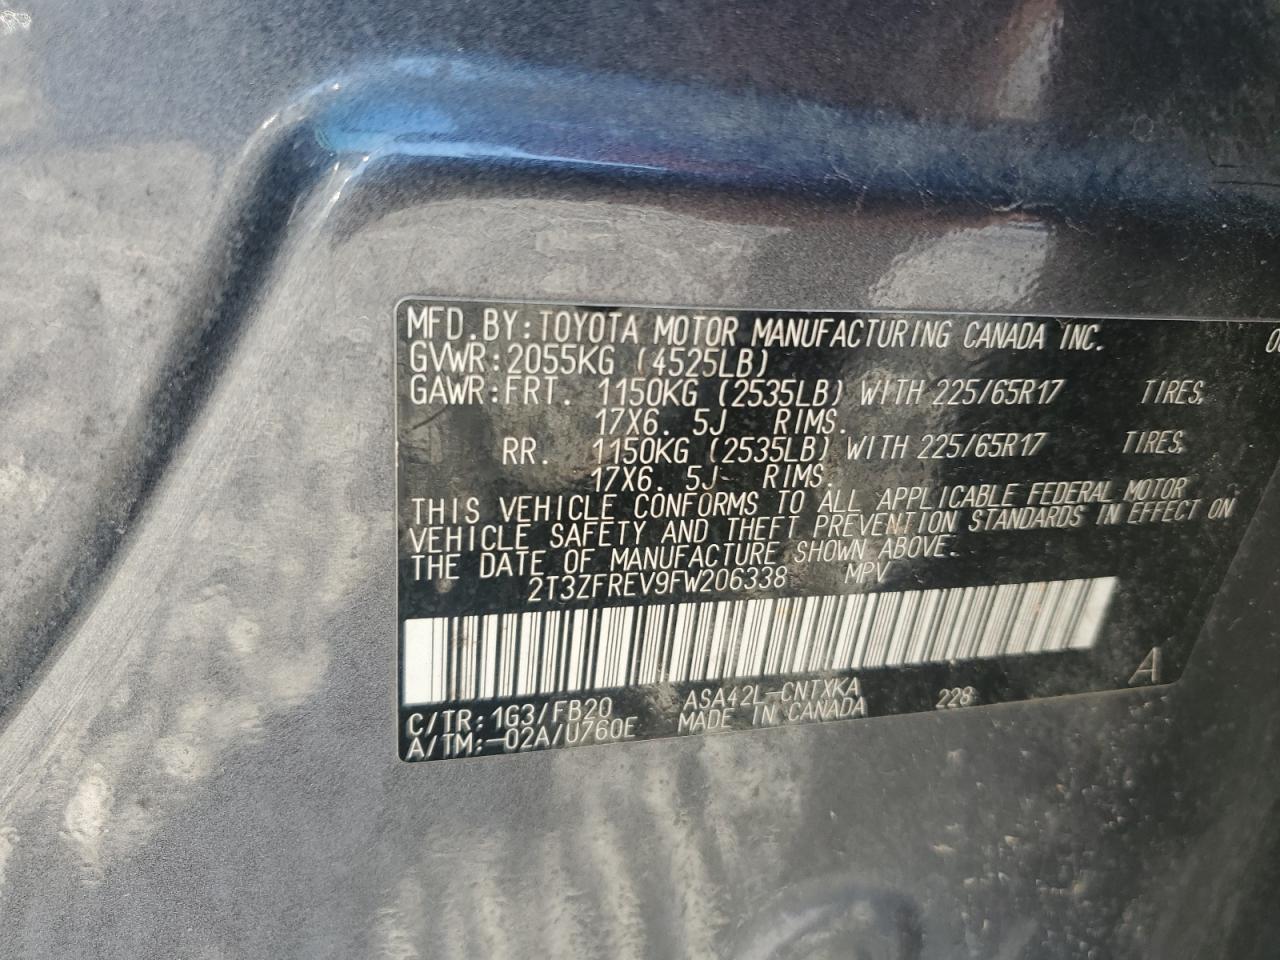 MFD.BY:TOYOTA MOTOR MANUFACTURING CANADA INC.
GVWR:2055KG (4525LB)
GAWR:FRT. 1150KG (2535LB) WITH 225/65R17 TIRES,
17X6. 5J RIMS.
RR. 1150KG (2535LB) WITH 225/65R17 TIRES,
17X6. 5J RIMS.
THIS VEHICLE CONFORMS TO ALL APPLICABLE FEDERAL MOTOR
VEHICLE SAFETY AND THEFT PREVENTION STANDARDS IN EFFECT ON
THE DATE OF MANUFACTURE SHOWN ABOVE.
2T3ZFREV9FW206338 MPV
A
C/TR:1G3/FB20 ASA42L-CNTXKA 228
A/TM:-02A/U760E MADE IN CANADA